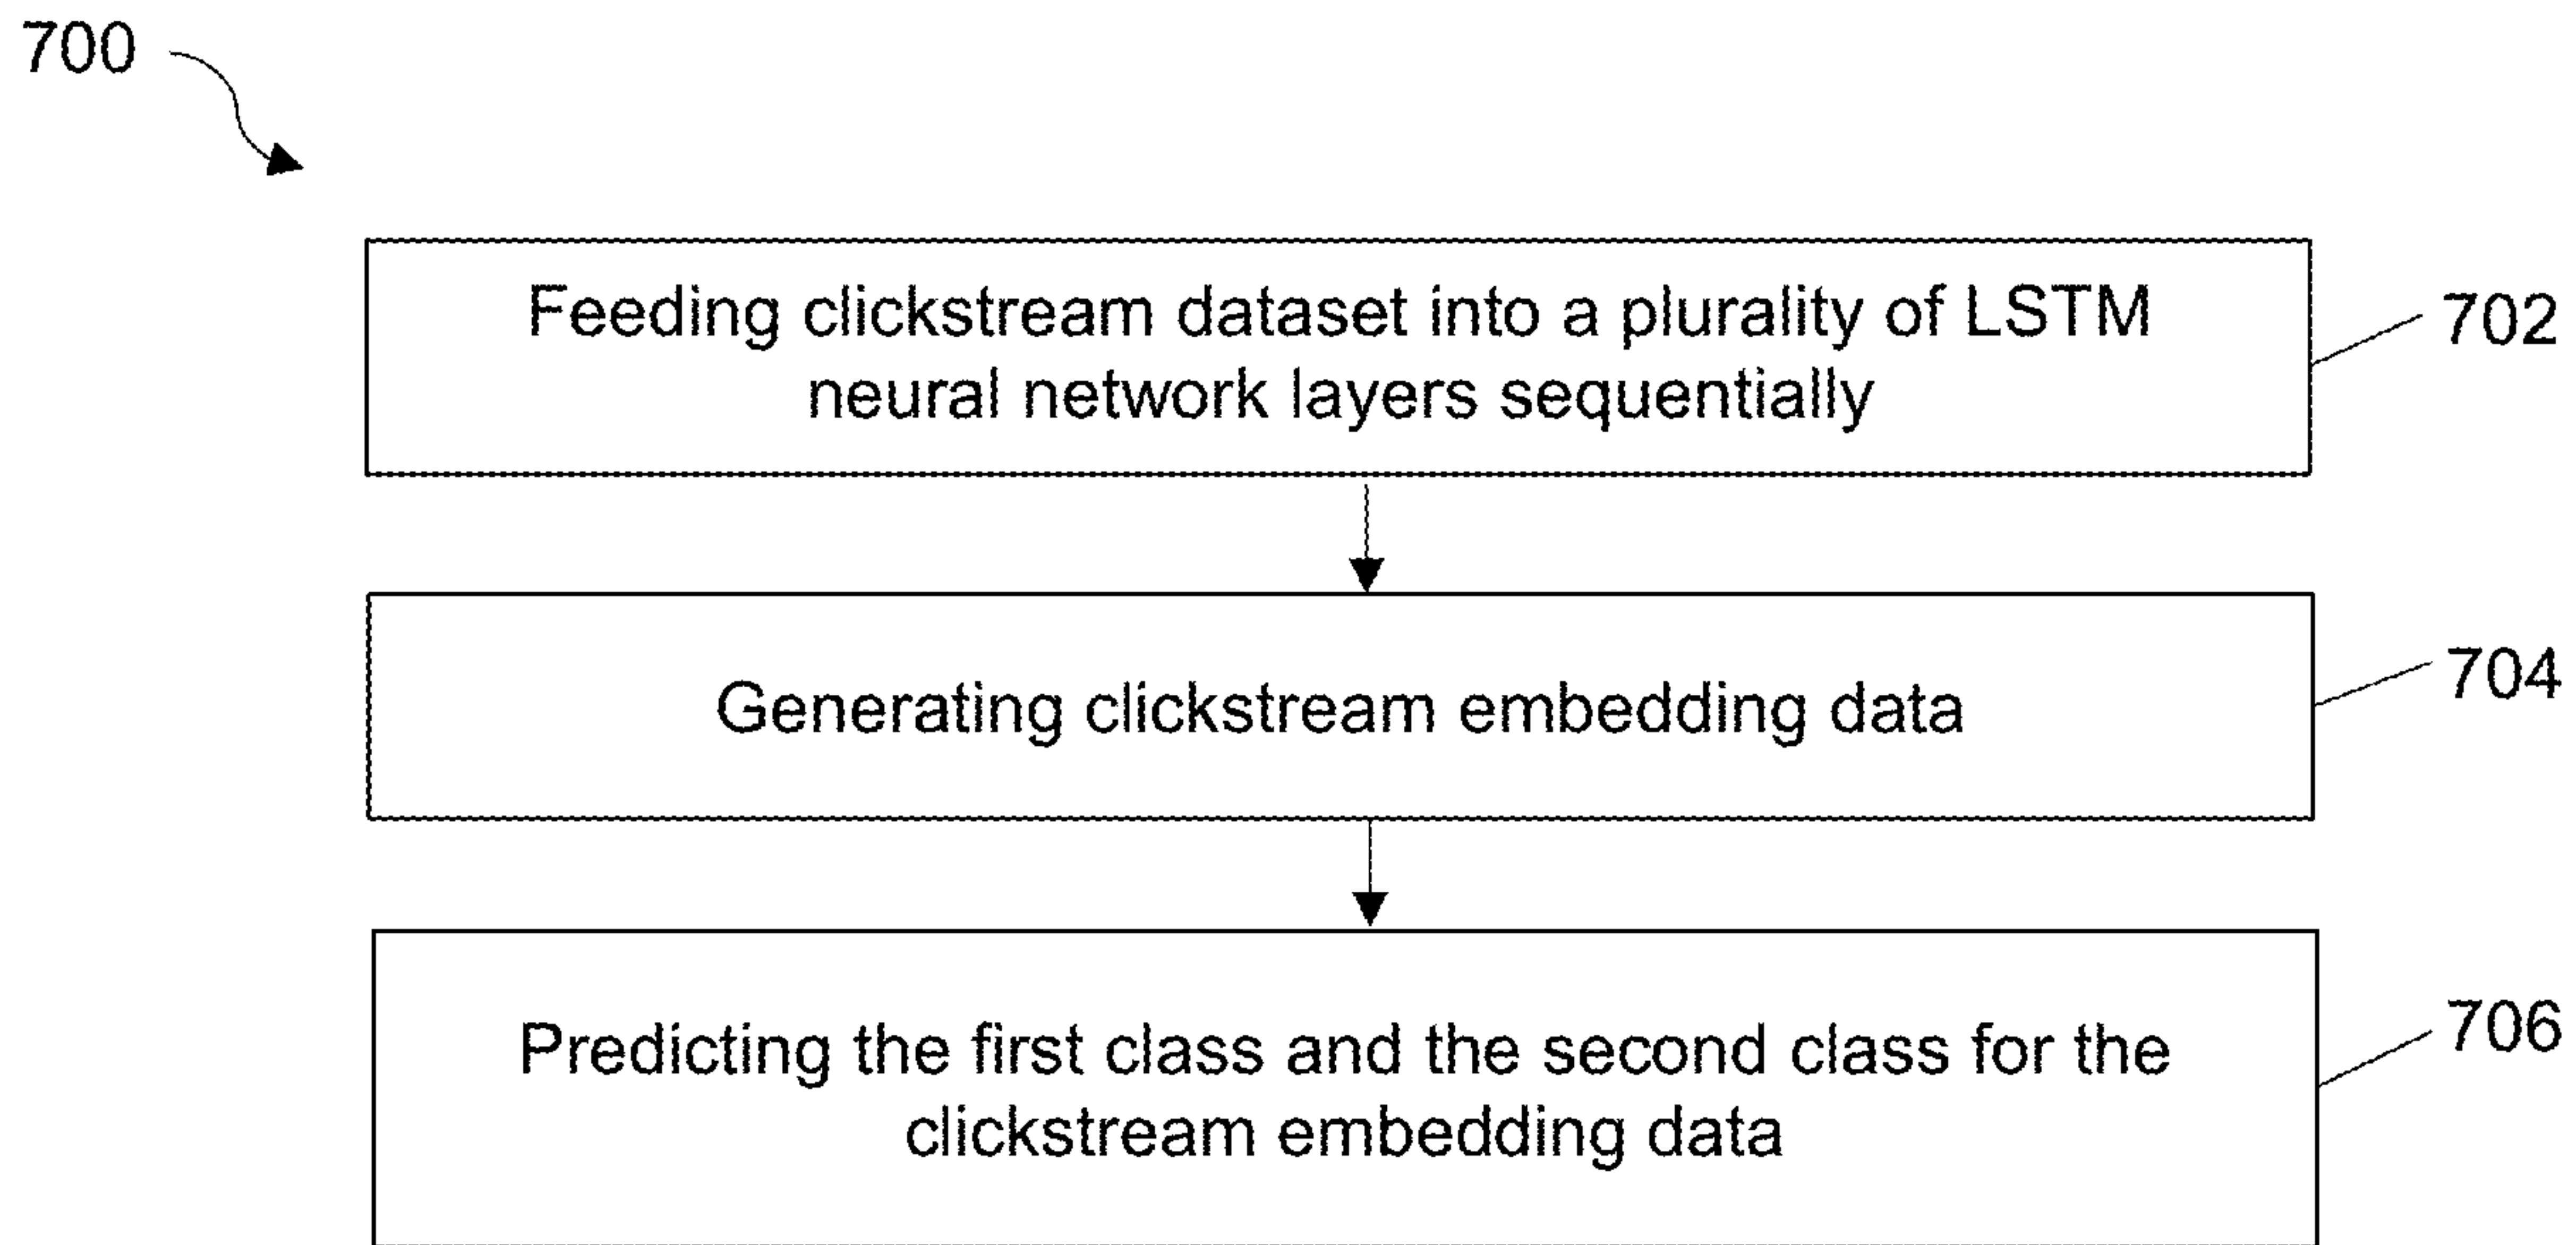 700
Feeding clickstream dataset into a plurality of LSTM
neural network layers sequentially
702
Generating clickstream embedding data
704
Predicting the first class and the second class for the
clickstream embedding data
706